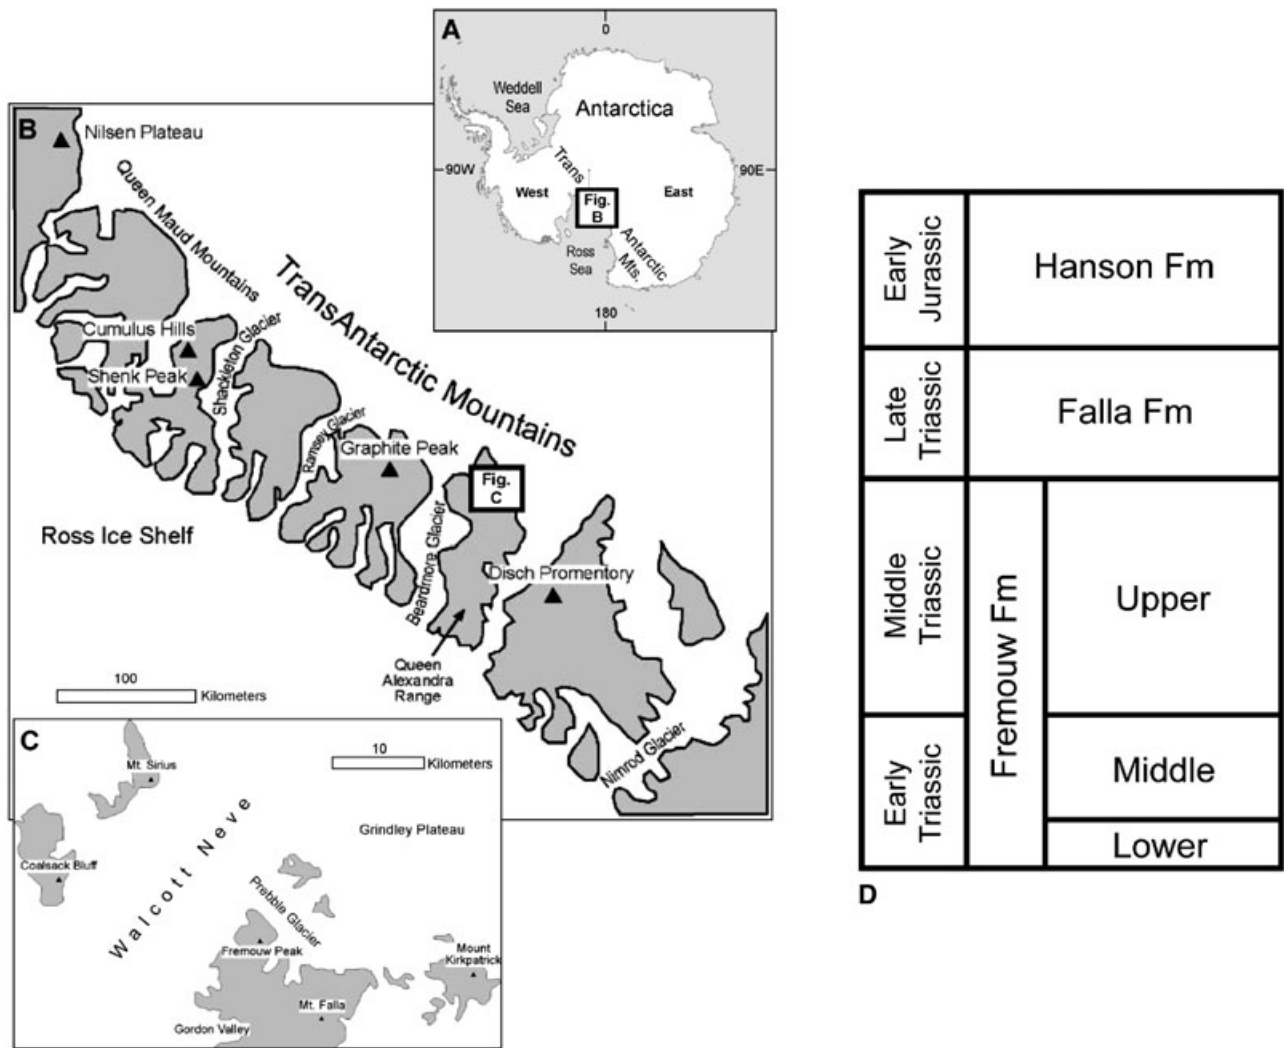 A
0
Weddell
Sea
Antarctica
90W
90E
Trans
West
East
Fig.
B
Ross
Sea
Antarctic
Mts.
180
B
Nilsen Plateau
Queen Maud Mountains
TransAntarctic Mountains
Cumulus Hills
Shenk Peak
Shackleton Glacier
Ramsey Glacier
Graphite Peak
Fig.
C
Ross Ice Shelf
Beardmore Glacier
Disch Promentory
Queen
Alexandra
Range
100
Kilometers
Nimrod Glacier
C
Mt. Sirius
10
Kilometers
Grindley Plateau
Coalsack Bluff
Walcott Neve
Prebble Glacier
Fremouw Peak
Mount
Kirkpatrick
Mt. Falla
Gordon Valley
Early
Jurassic
Hanson Fm
Late
Triassic
Falla Fm
Middle
Triassic
Fremouw Fm
Upper
Early
Triassic
Middle
Lower
D